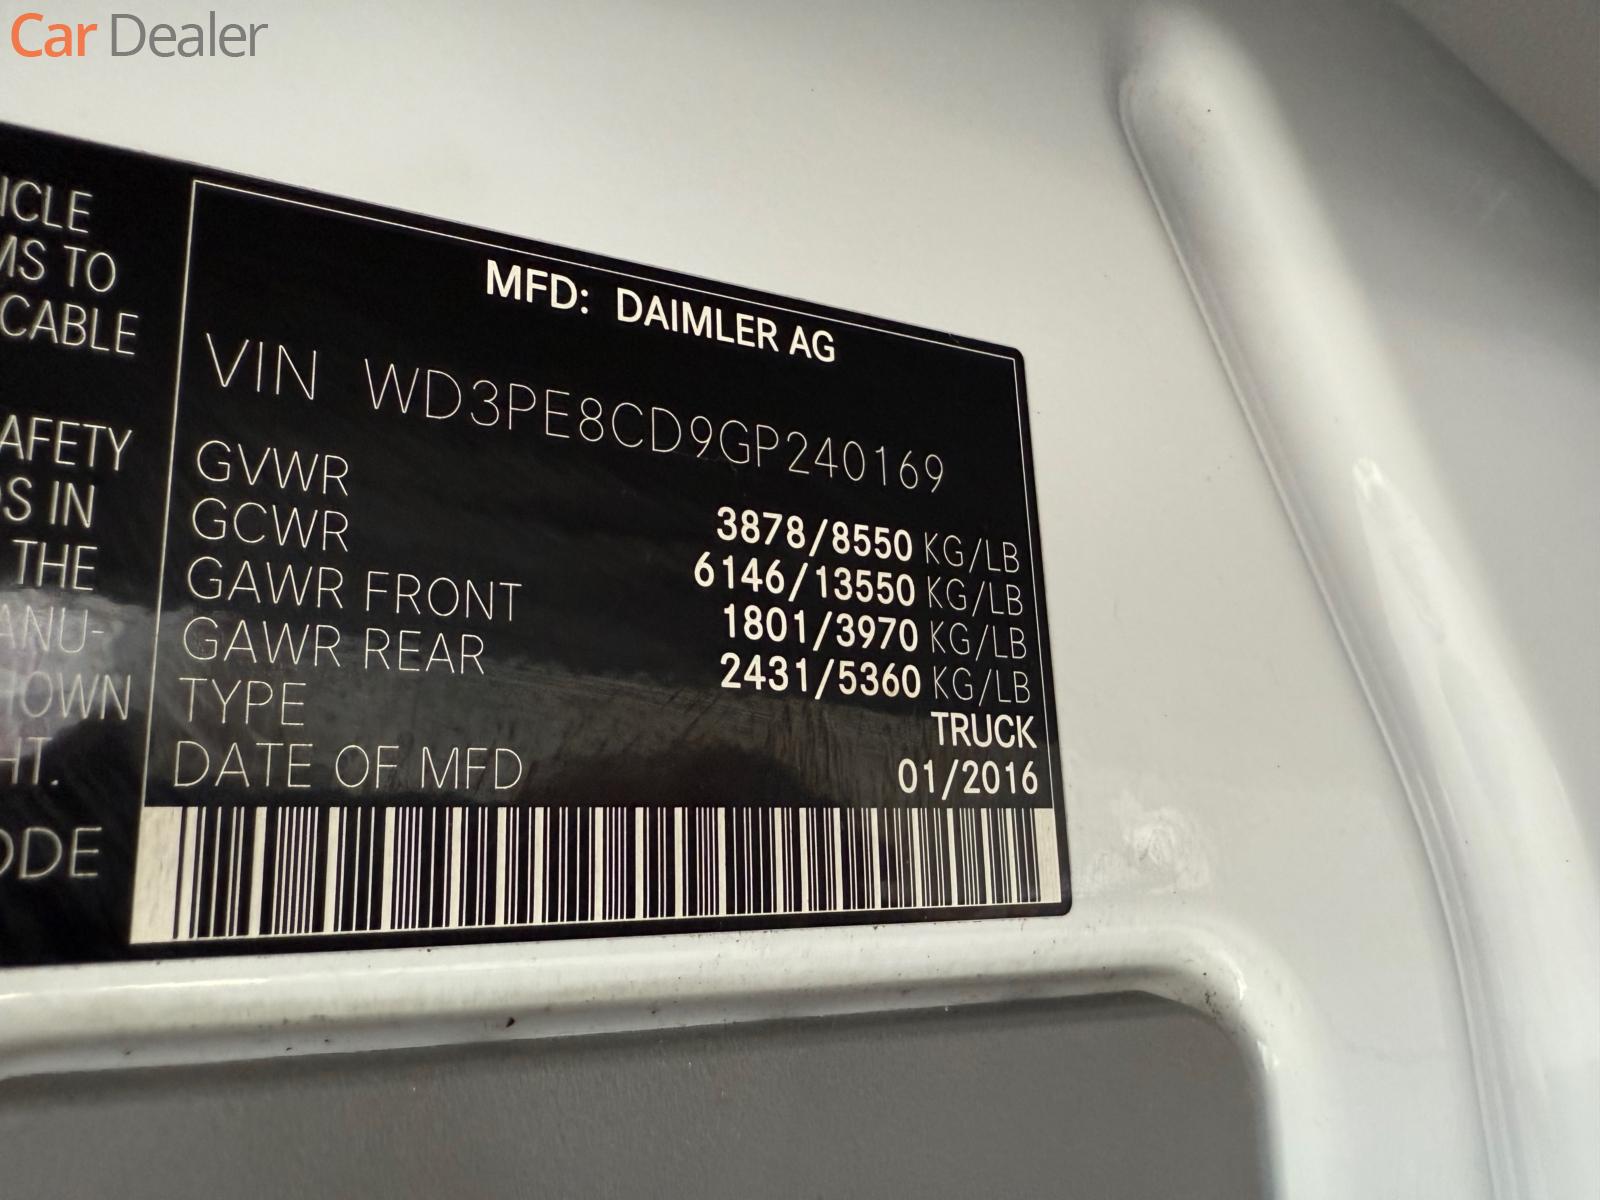 Car Dealer
ICLE
MS TO
CABLE
AFETY
S IN
THE
ANU-
HOWN
HT.
ODE
MFD: DAIMLER AG
VIN WD3PE8CD9GP240169
GVWR 3878/8550 KG/LB
GCWR 6146/13550 KG/LB
GAWR FRONT 1801/3970 KG/LB
GAWR REAR 2431/5360 KG/LB
TYPE TRUCK
DATE OF MFD 01/2016